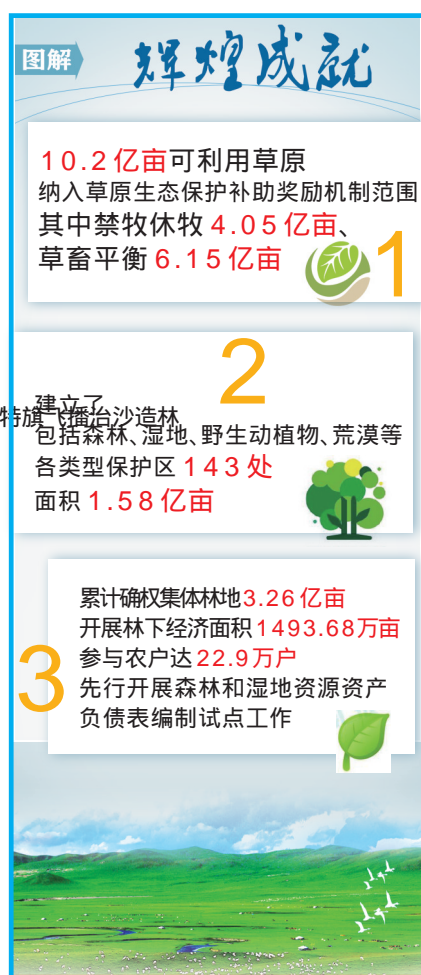 图解
辉煌成就
10.2亿亩可利用草原
纳入草原生态保护补助奖励机制范围
其中禁牧休牧4.05亿亩、
草畜平衡6.15亿亩
1
2
建立了
特旗飞播治沙造林
包括森林、湿地、野生动植物、荒漠等
各类型保护区143处
面积1.58亿亩
3
累计确权集体林地3.26亿亩
开展林下经济面积1493.68万亩
参与农户达22.9万户
先行开展森林和湿地资源资产
负债表编制试点工作